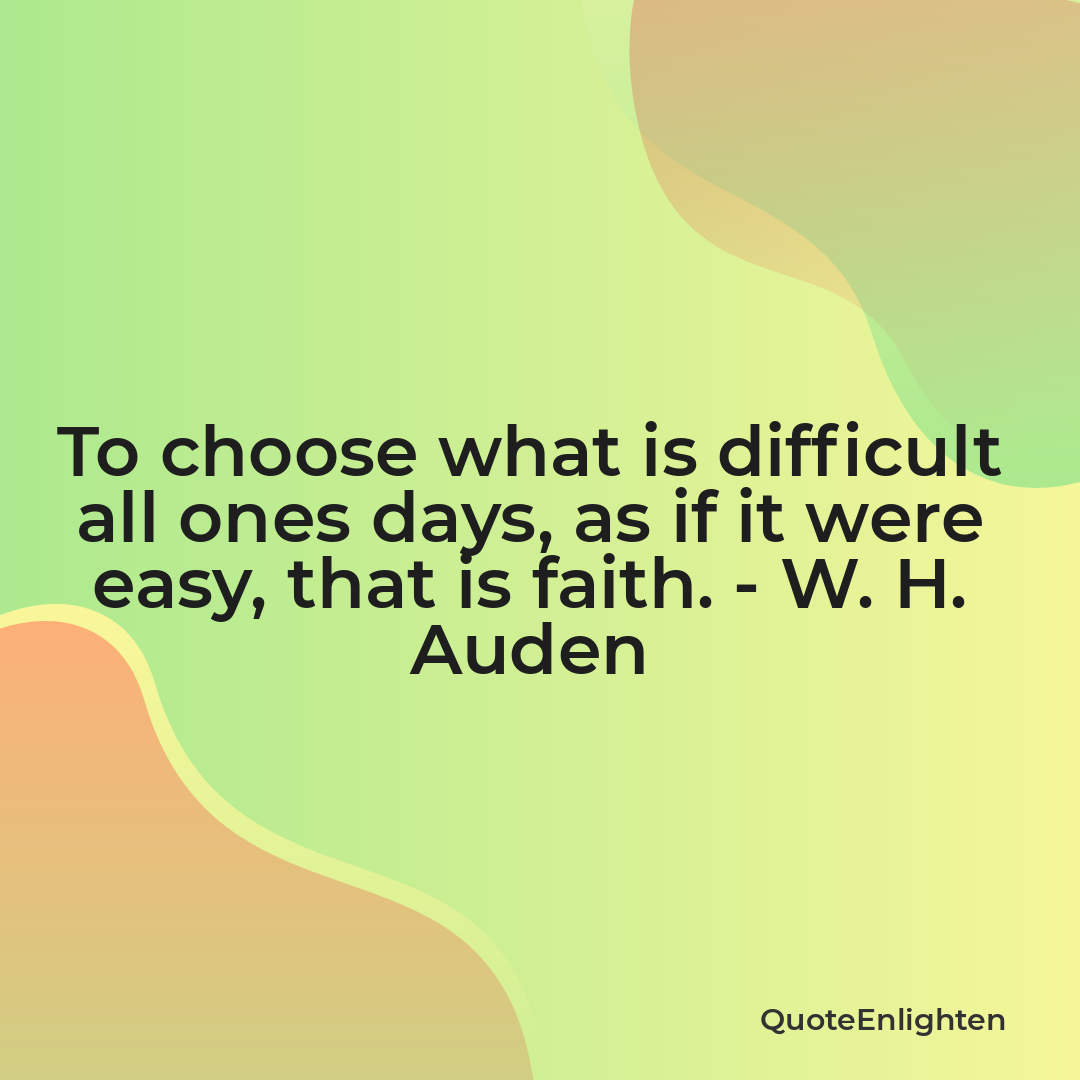 To choose what is difficult
all ones days, as if it were
easy, that is faith. - W. H.
Auden
QuoteEnlighten